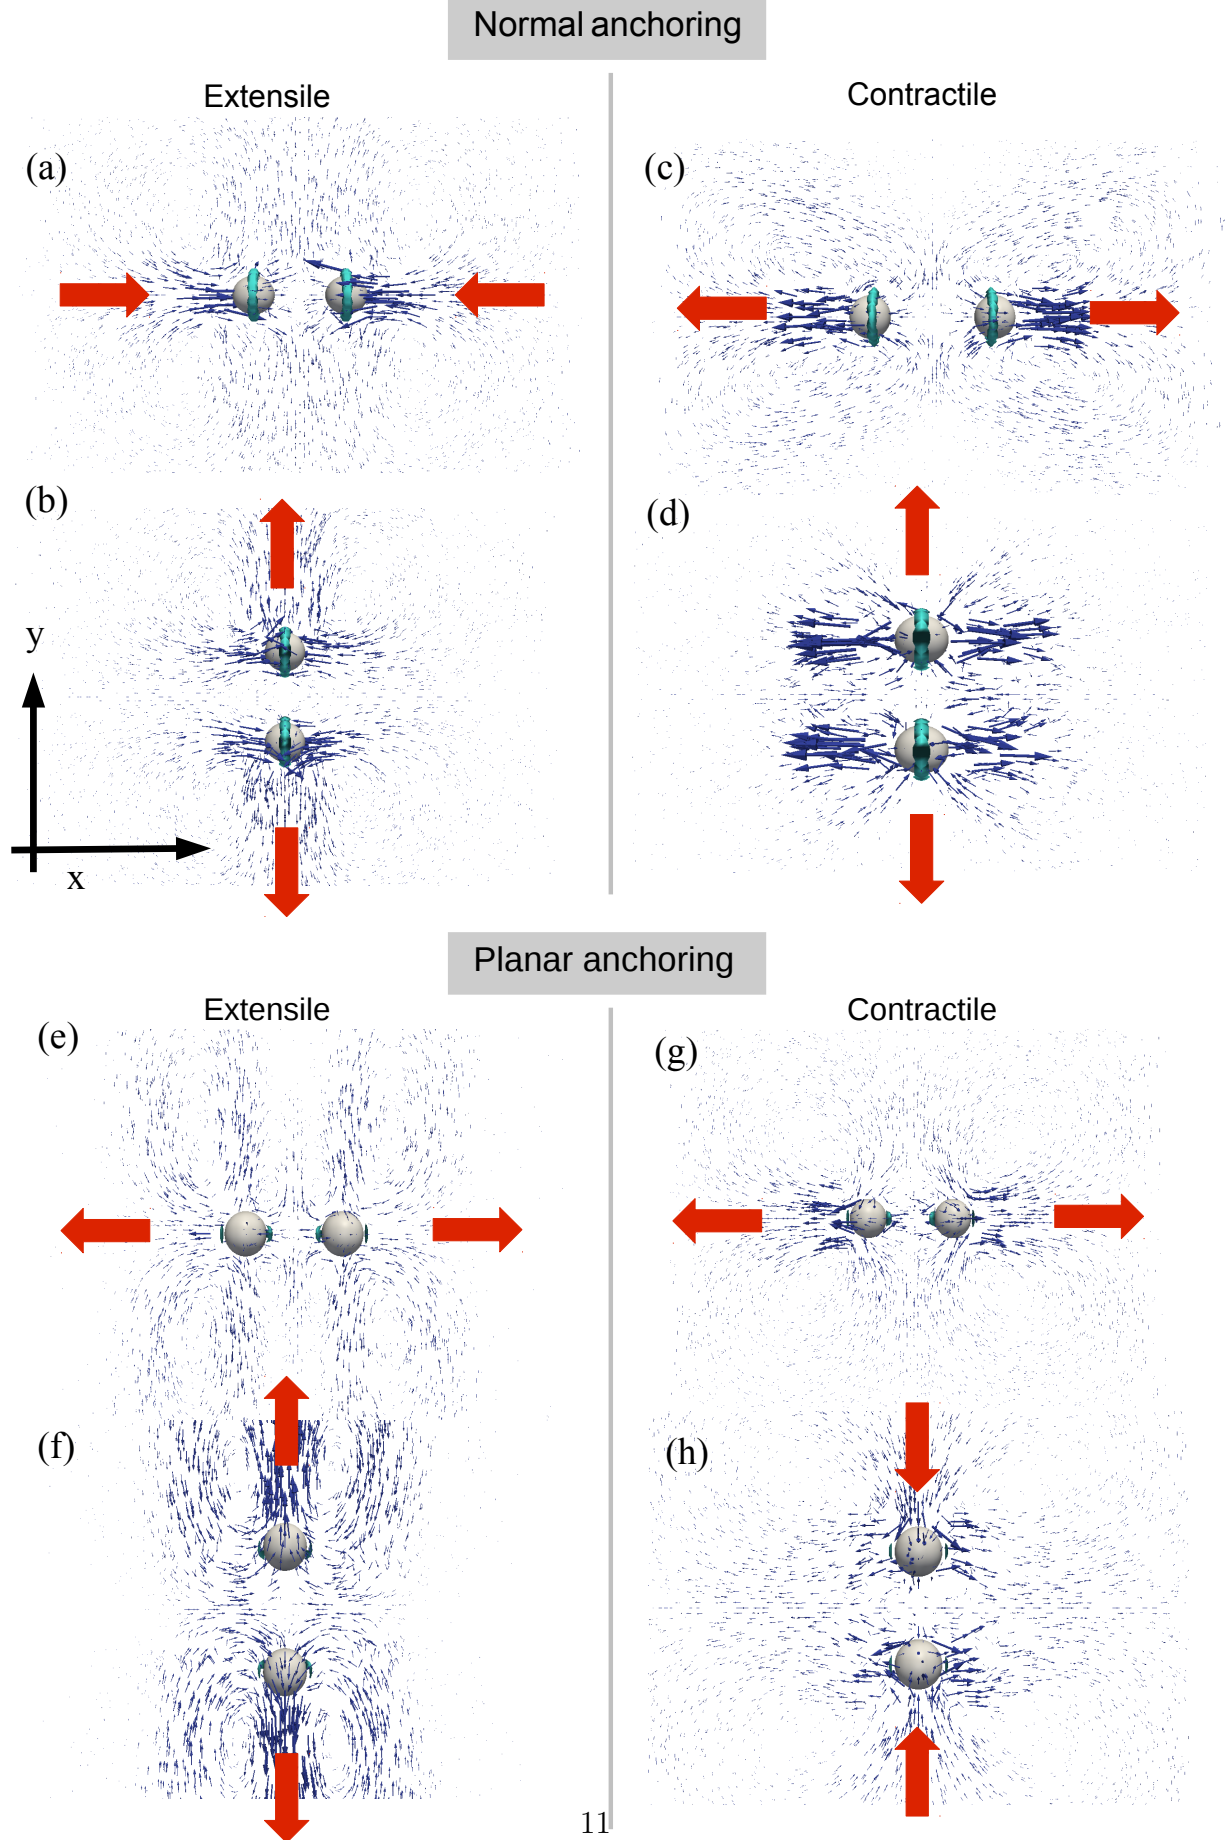 Normal anchoring
Extensile
Contractile
(a)
(c)
(b)
(d)
y
x
Planar anchoring
Extensile
Contractile
(e)
(g)
(f)
(h)
11